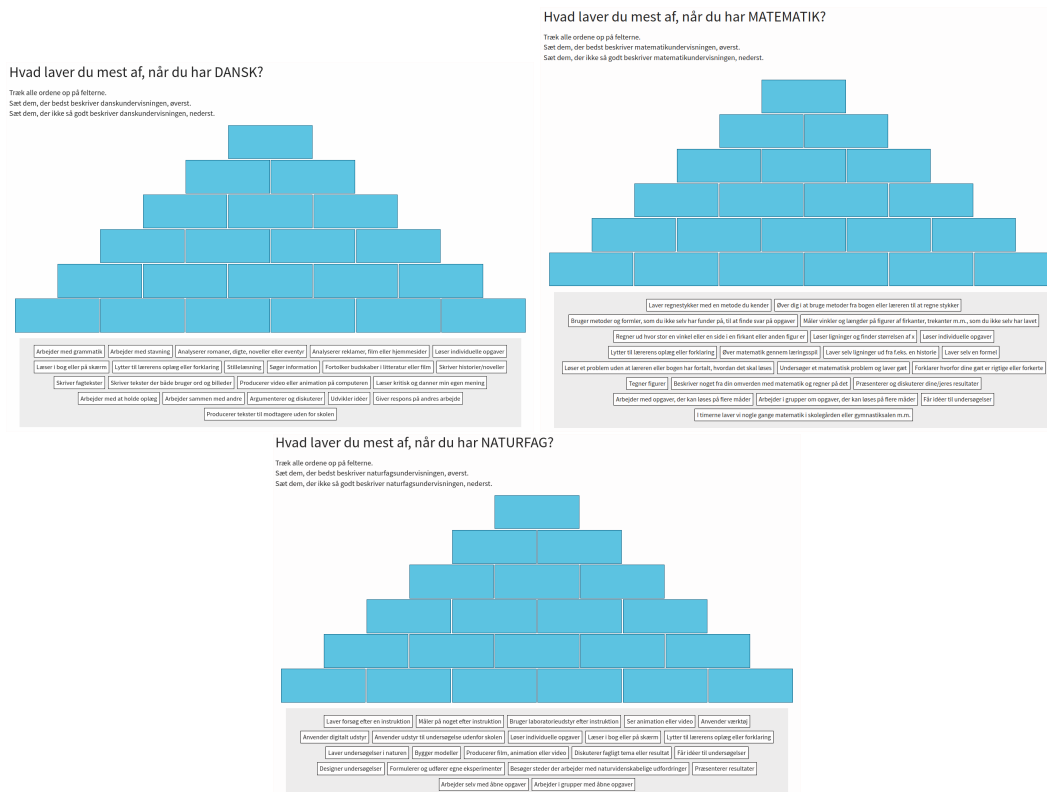 Hvad laver du mest af, når du har DANSK?
Træk alle ordene op på felterne.
Sæt dem, der bedst beskriver danskundervisningen, øverst.
Sæt dem, der ikke så godt beskriver danskundervisningen, nederst.
Arbejder med grammatik Arbejder med stavning Analyserer romaner, digte, noveller eller eventyr Analyserer reklamer, film eller hjemmesider Løser individuelle opgaver
Læser i bog eller på skærm Lytter til lærerens oplæg eller forklaring Stillelæsning Søger information Fortolker budskaber i litteratur eller film Skriver historier/noveller
Skriver fagtekster Skriver tekster der både bruger ord og billeder Producerer video eller animation på computeren Læser kritisk og danner min egen mening
Arbejder med at holde oplæg Arbejder sammen med andre Argumenterer og diskuterer Udvikler idéer Giver respons på andres arbejde
Producerer tekster til modtagere uden for skolen
Hvad laver du mest af, når du har MATEMATIK?
Træk alle ordene op på felterne.
Sæt dem, der bedst beskriver matematikundervisningen, øverst.
Sæt dem, der ikke så godt beskriver matematikundervisningen, nederst.
Laver regnestykker med en metode du kender Øver dig i at bruge metoder fra bogen eller læreren til at regne stykker
Bruger metoder og formler, som du ikke selv har funder på, til at finde svar på opgaver Måler vinkler og længder på figurer af firkanter, trekanter m.m., som du ikke selv har lavet
Regner ud hvor stor en vinkel eller en side i en firkant eller anden figur er Løser ligninger og finder størrelsen af x Løser individuelle opgaver
Lytter til lærerens oplæg eller forklaring Øver matematik gennem læringsspil Laver selv ligninger ud fra f.eks. en historie Laver selv en formel
Løser et problem uden at læreren eller bogen har fortalt, hvordan det skal løses Undersøger et matematisk problem og laver gæt Forklarer hvorfor dine gæt er rigtige eller forkerte
Tegner figurer Beskriver noget fra din omverden med matematik og regner på det Præsenterer og diskuterer dine/jeres resultater
Arbejder med opgaver, der kan løses på flere måder Arbejder i grupper om opgaver, der kan løses på flere måder Får idéer til undersøgelser
I timerne laver vi nogle gange matematik i skolegården eller gymnastiksalen m.m.
Hvad laver du mest af, når du har NATURFAG?
Træk alle ordene op på felterne.
Sæt dem, der bedst beskriver naturfagsundervisningen, øverst.
Sæt dem, der ikke så godt beskriver naturfagsundervisningen, nederst.
Laver forsøg efter en instruktion Måler på noget efter instruktion Bruger laboratorieudstyr efter instruktion Ser animation eller video Anvender værktøj
Anvender digitalt udstyr Anvender udstyr til undersøgelse udenfor skolen Løser individuelle opgaver Læser i bog eller på skærm Lytter til lærerens oplæg eller forklaring
Laver undersøgelser i naturen Bygger modeller Producerer film, animation eller video Diskuterer fagligt tema eller resultat Får idéer til undersøgelser
Designer undersøgelser Formulerer og udfører egne eksperimenter Besøger steder der arbejder med naturvidenskabelige udfordringer Præsenterer resultater
Arbejder selv med åbne opgaver Arbejder i grupper med åbne opgaver